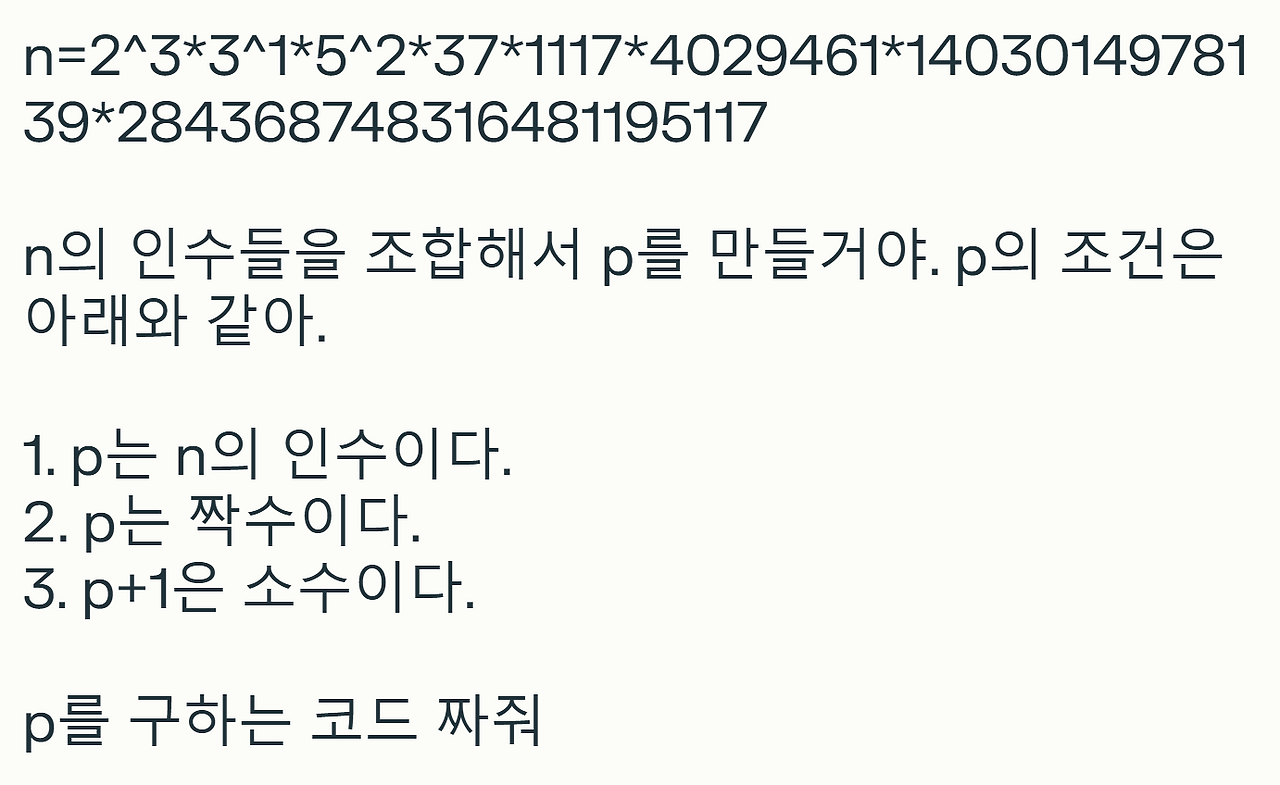 n=2^3*3^1*5^2*37*1117*4029461*14030149781
39*284368748316481195117
n의 인수들을 조합해서 p를 만들거야. p의 조건은
아래와 같아.
1. p는 n의 인수이다.
2. p는 짝수이다.
3. p+1은 소수이다.
p를 구하는 코드 짜줘